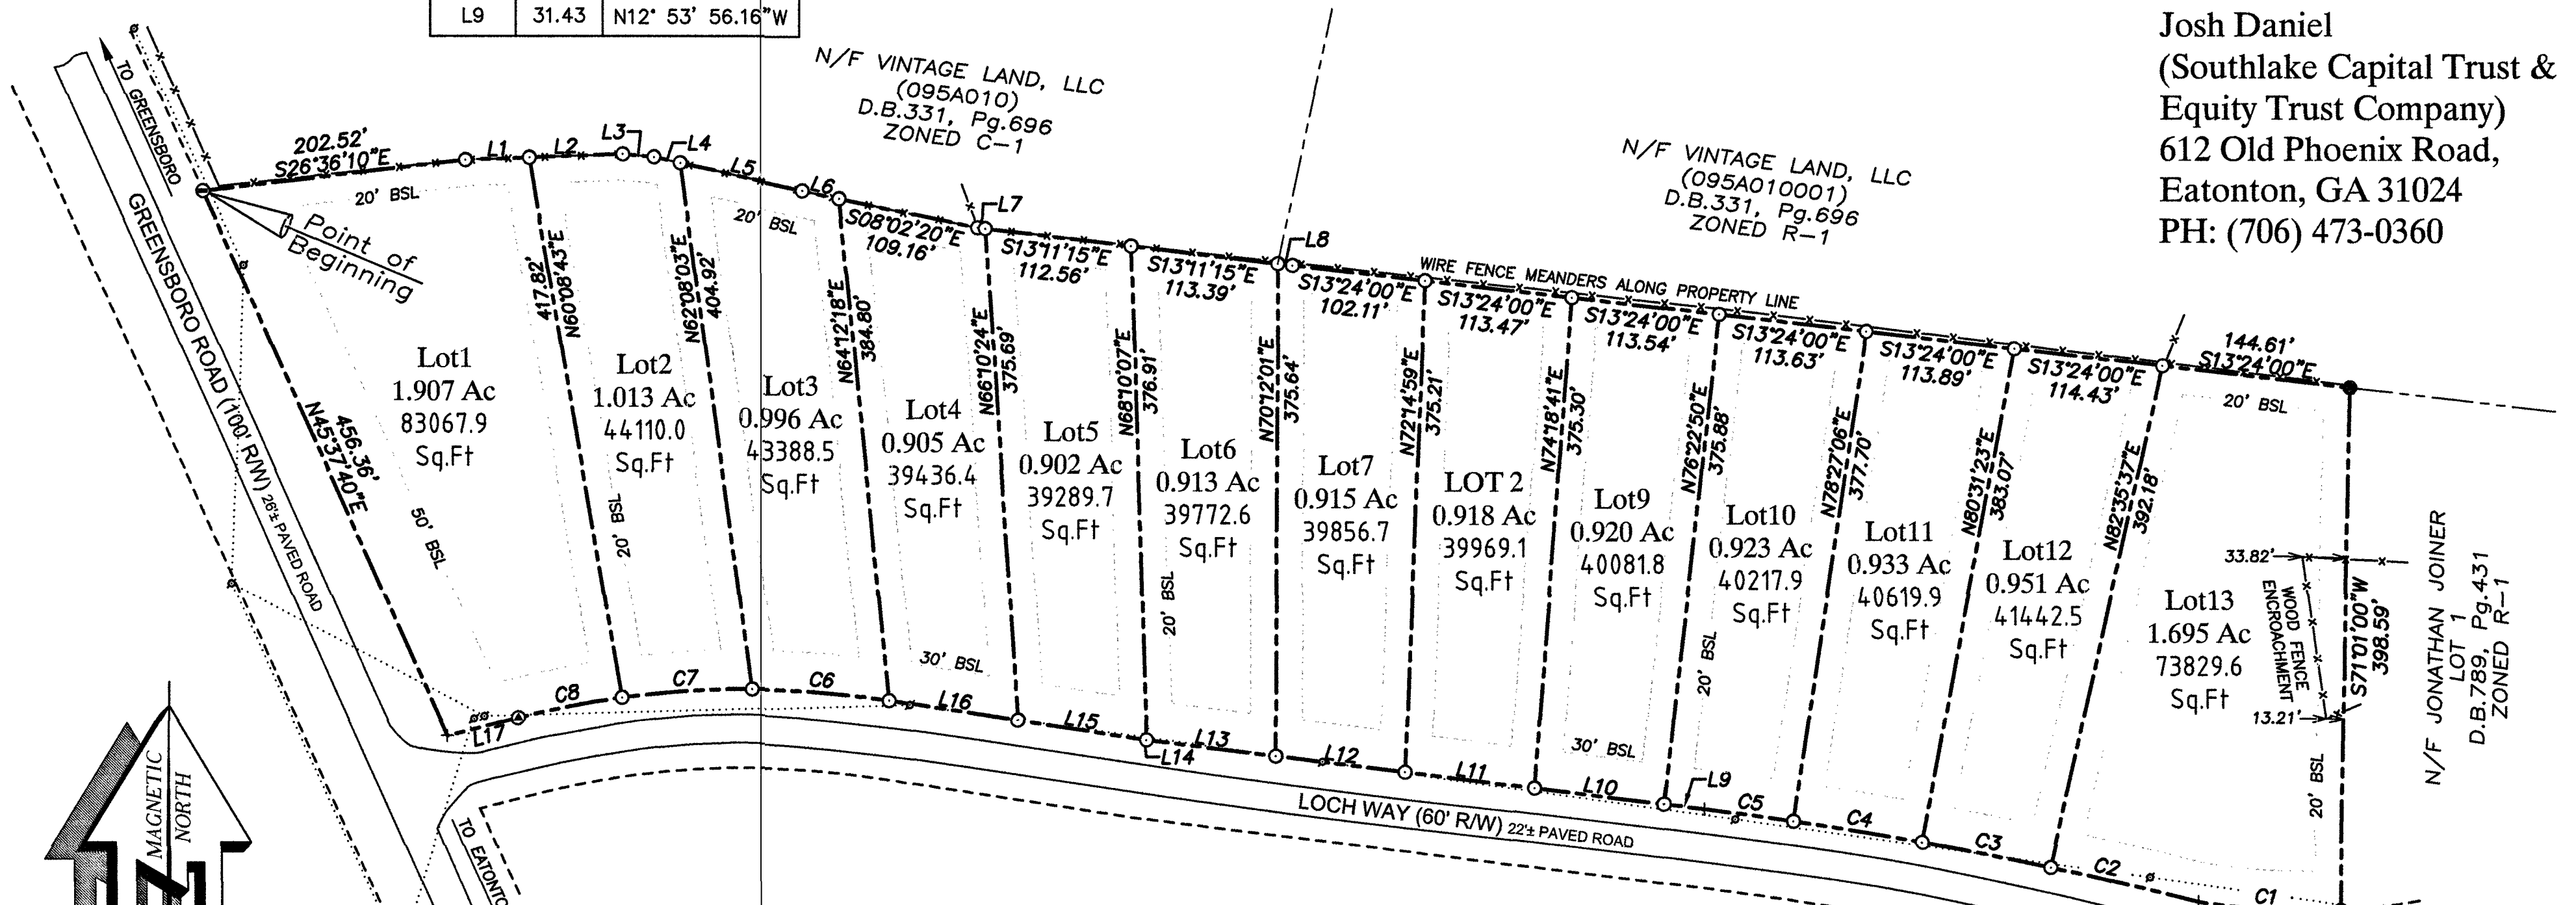 L9 31.43 N12° 53' 56.16"W
Josh Daniel
(Southlake Capital Trust &
Equity Trust Company)
612 Old Phoenix Road,
Eatonton, GA 31024
PH: (706) 473-0360
N/F VINTAGE LAND, LLC
(095A010)
D.B.331, Pg.696
ZONED C-1
N/F VINTAGE LAND, LLC
(095A010001)
D.B.331, Pg.696
ZONED R-1
TO GREENSBORO
GREENSBORO ROAD (100' R/W) 26'± PAVED ROAD
Point of
Beginning
202.52'
S26°36'10"E
L1
L2
L3
L4
L5
L6
S08°02'20"E
109.16'
L7
S13°11'15"E
112.56'
S13°11'15"E
113.39'
L8
S13°24'00"E
102.11'
WIRE FENCE MEANDERS ALONG PROPERTY LINE
S13°24'00"E
113.47'
S13°24'00"E
113.54'
S13°24'00"E
113.63'
S13°24'00"E
113.89'
S13°24'00"E
114.43'
144.61'
S13°24'00"E
20' BSL
20' BSL
20' BSL
456.36'
N45°37'40"E
417.82'
N60°08'43"E
N62°08'03"E
404.92'
N64°12'18"E
384.80'
N66°10'24"E
375.69'
N68°10'07"E
376.91'
N70°12'01"E
375.64'
N72°14'59"E
375.21'
N74°18'41"E
375.30'
N76°22'50"E
375.88'
N78°27'06"E
377.70'
N80°31'23"E
383.07'
N82°35'37"E
392.18'
S71°01'00"W
398.59'
Lot1
1.907 Ac
83067.9
Sq.Ft
Lot2
1.013 Ac
44110.0
Sq.Ft
Lot3
0.996 Ac
43388.5
Sq.Ft
Lot4
0.905 Ac
39436.4
Sq.Ft
Lot5
0.902 Ac
39289.7
Sq.Ft
Lot6
0.913 Ac
39772.6
Sq.Ft
Lot7
0.915 Ac
39856.7
Sq.Ft
LOT 2
0.918 Ac
39969.1
Sq.Ft
Lot9
0.920 Ac
40081.8
Sq.Ft
Lot10
0.923 Ac
40217.9
Sq.Ft
Lot11
0.933 Ac
40619.9
Sq.Ft
Lot12
0.951 Ac
41442.5
Sq.Ft
Lot13
1.695 Ac
73829.6
Sq.Ft
33.82'
WOOD FENCE
ENCROACHMENT
13.21'
N/F JONATHAN JOINER
LOT 1
D.B.789, Pg.431
ZONED R-1
50' BSL
20' BSL
30' BSL
20' BSL
30' BSL
20' BSL
20' BSL
L17
C8
C7
C6
L16
L15
L14
L13
L12
L11
L10
L9
C5
C4
C3
C2
C1
LOCH WAY (60' R/W) 22'± PAVED ROAD
MAGNETIC
NORTH